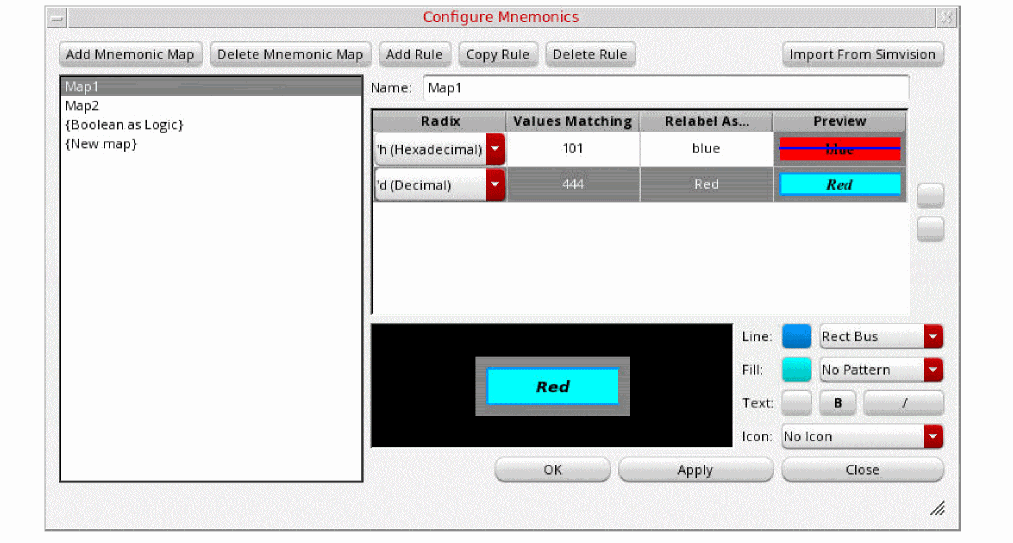 Configure Mnemonics
Add Mnemonic Map Delete Mnemonic Map Add Rule Copy Rule Delete Rule Import From Simvision
Map1
Map2
{Boolean as Logic}
{New map}
Name: Map1
Radix Values Matching Relabel As... Preview
'h (Hexadecimal) 101 blue blue
'd (Decimal) 444 Red Red
Red
Line: Rect Bus
Fill: No Pattern
Text: B I
Icon: No Icon
OK Apply Close